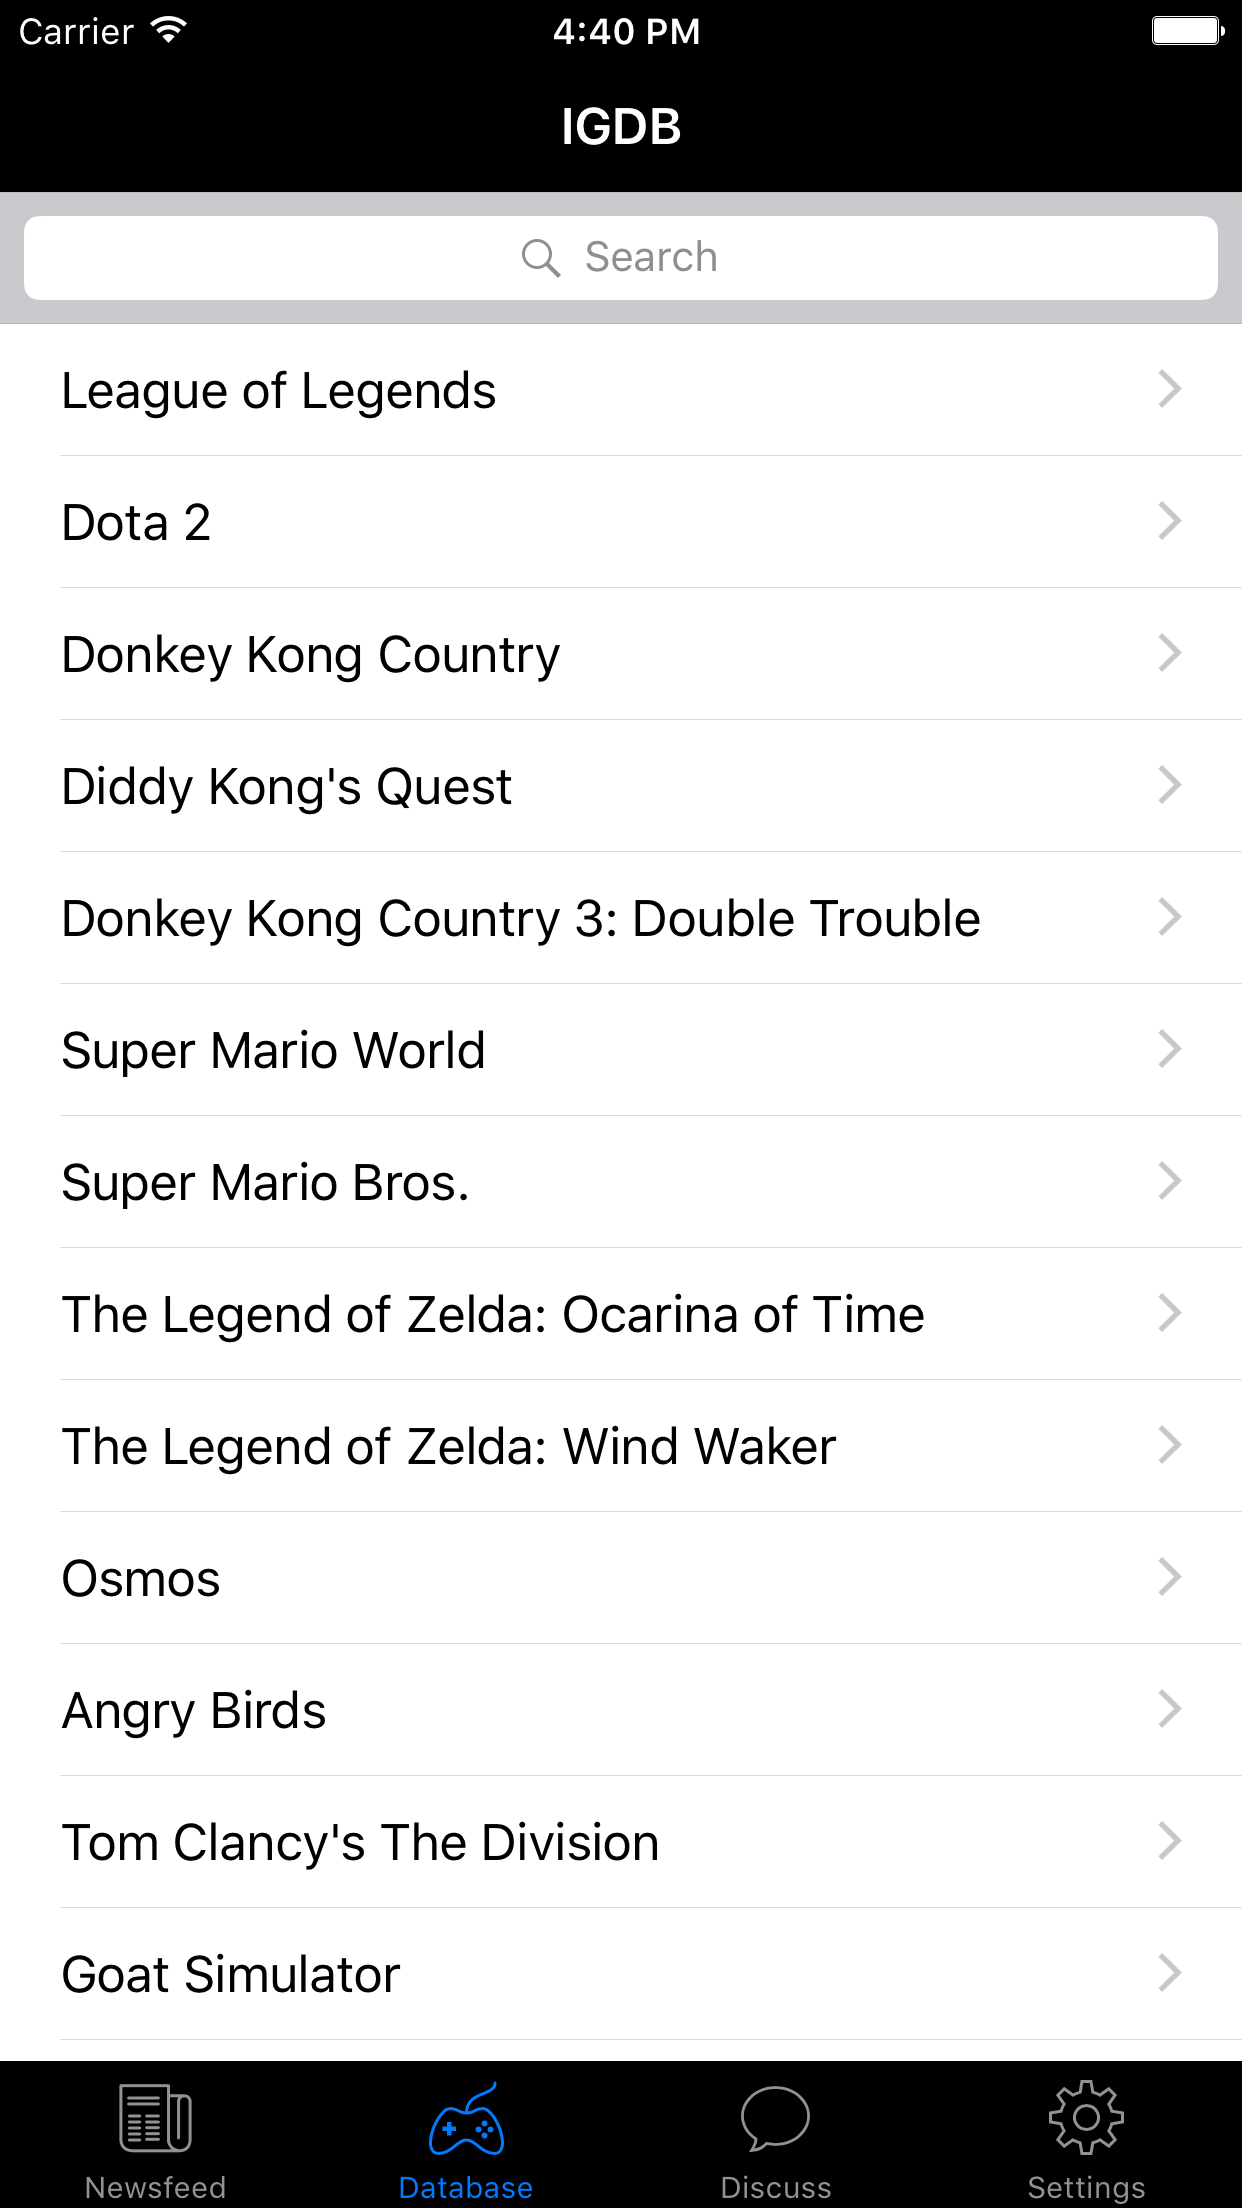 Carrier 4:40 PM
IGDB
Search
League of Legends
Dota 2
Donkey Kong Country
Diddy Kong's Quest
Donkey Kong Country 3: Double Trouble
Super Mario World
Super Mario Bros.
The Legend of Zelda: Ocarina of Time
The Legend of Zelda: Wind Waker
Osmos
Angry Birds
Tom Clancy's The Division
Goat Simulator
Newsfeed Database Discuss Settings